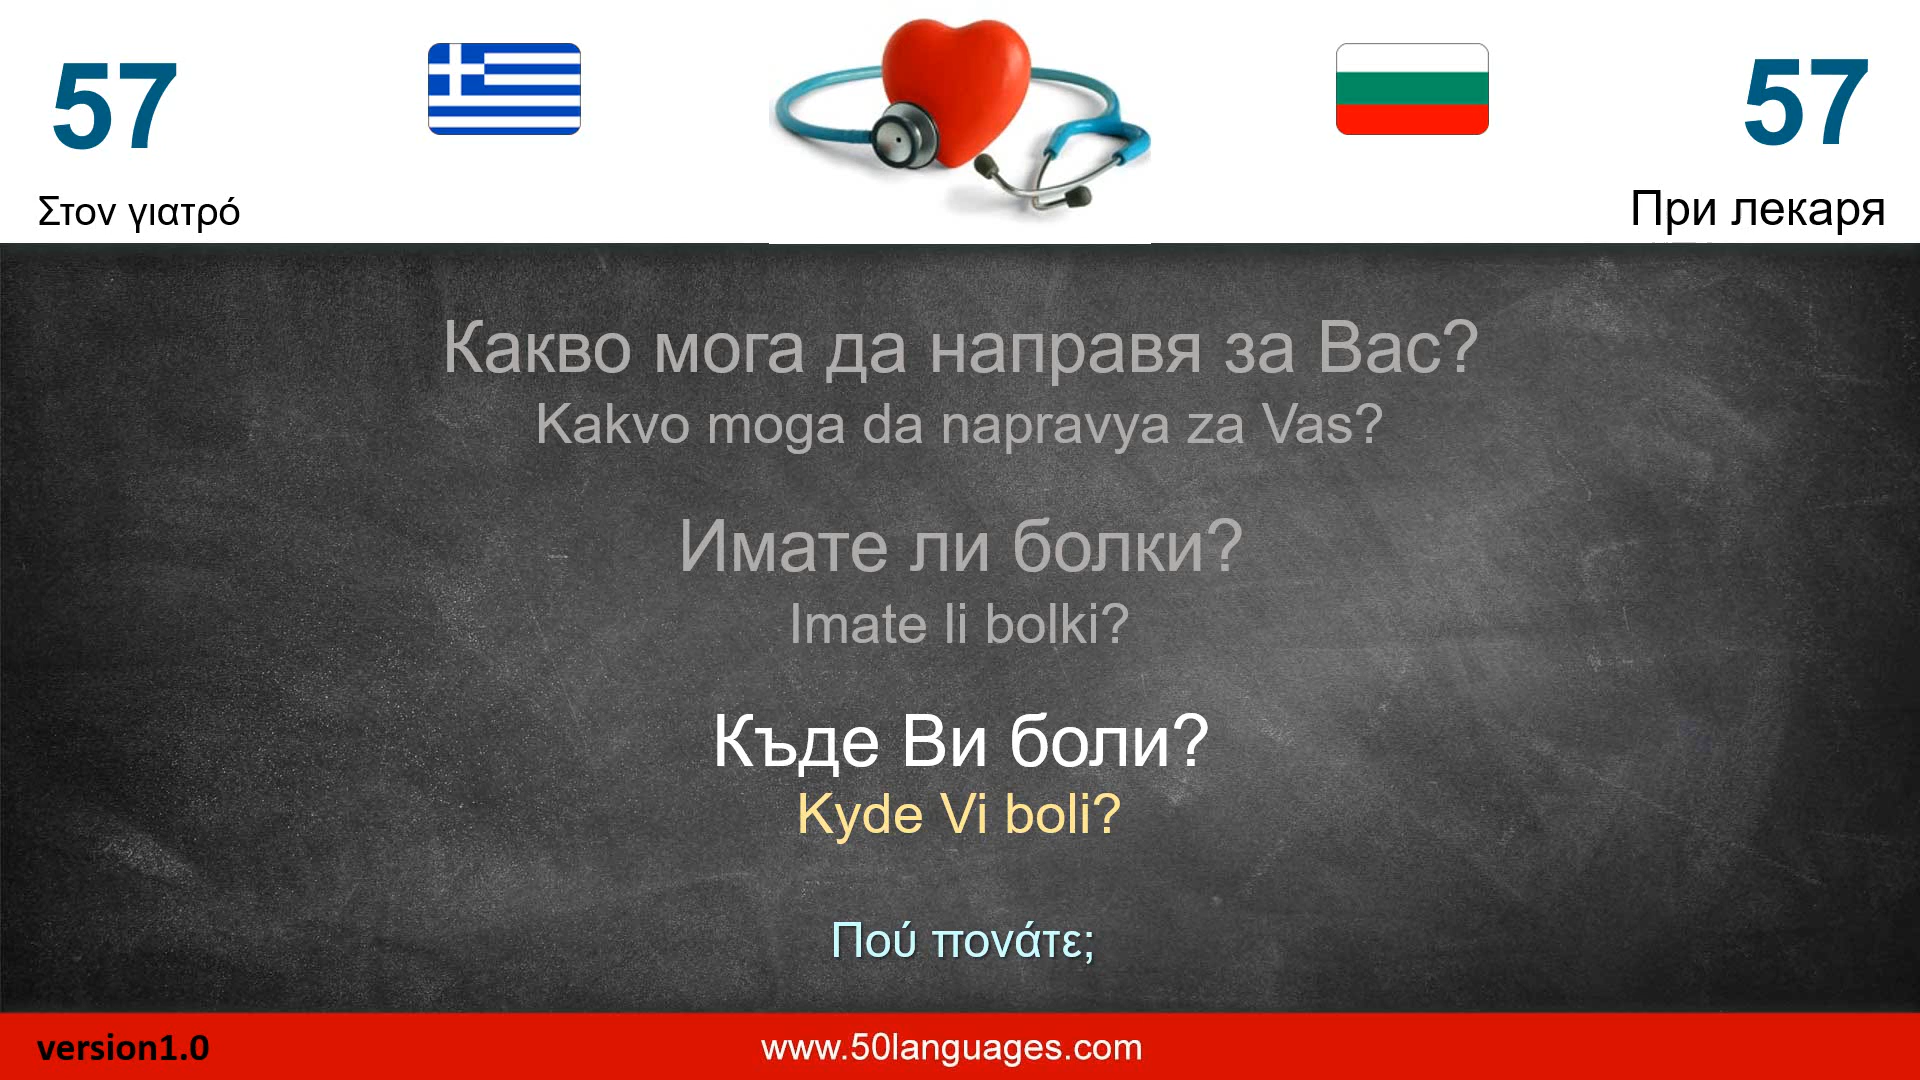 57
57
Στον γιατρό
При лекаря
Какво мога да направя за Вас?
Kakvo moga da napravya za Vas?
Имате ли болки?
Imate li bolki?
Къде Ви боли?
Kyde Vi boli?
Πού πονάτε;
version1.0
www.50languages.com